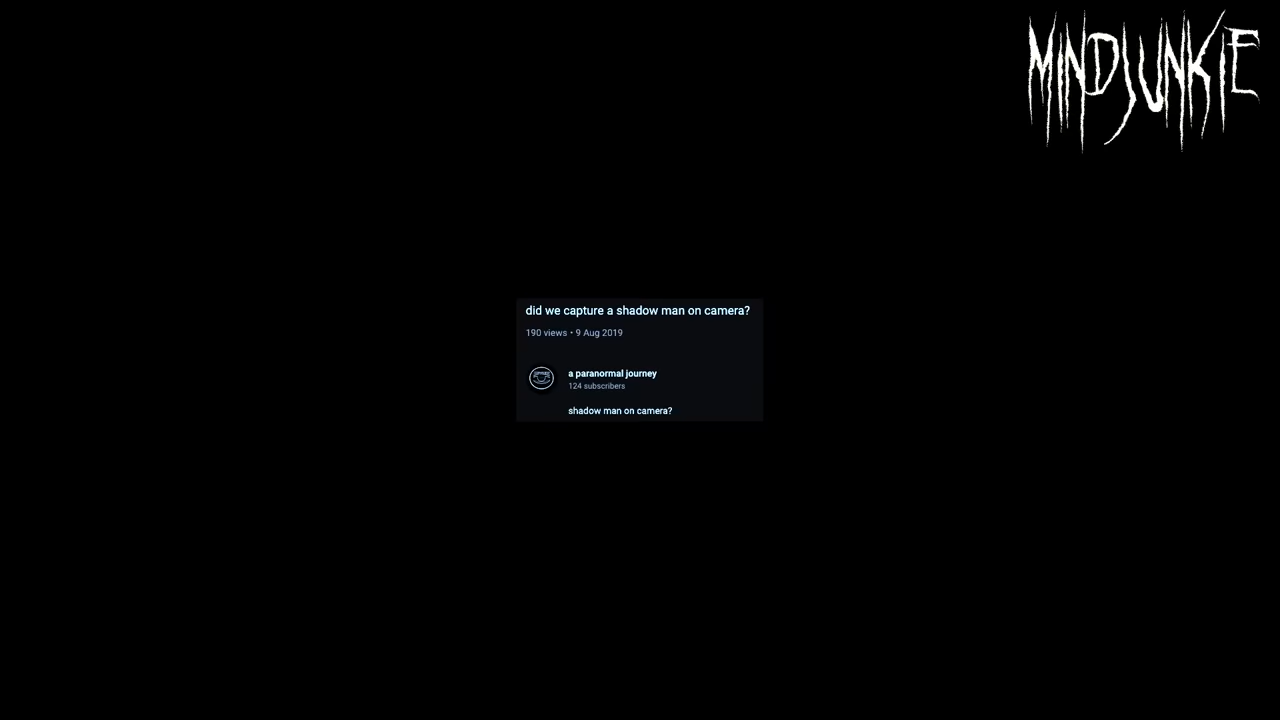 MINDJUNKIE
did we capture a shadow man on camera?
190 views • 9 Aug 2019
a paranormal journey
124 subscribers
shadow man on camera?